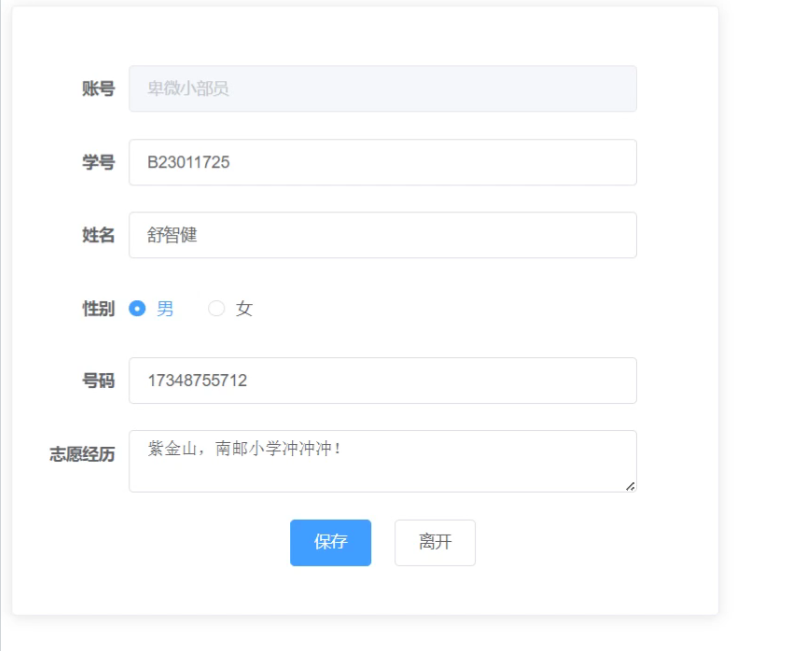 账号 卑微小部员
学号 B23011725
姓名 舒智健
性别 男 女
号码 17348755712
志愿经历 紫金山，南邮小学冲冲冲！
保存 离开